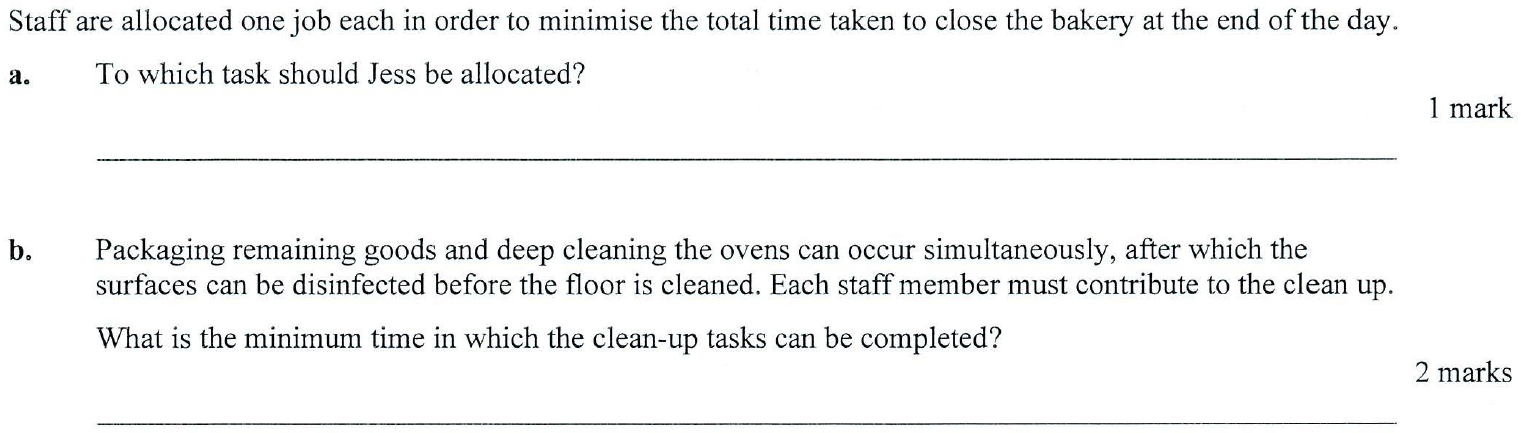 Staff are allocated one job each in order to minimise the total time taken to close the bakery at the end of the day.
a. To which task should Jess be allocated?
1 mark
b. Packaging remaining goods and deep cleaning the ovens can occur simultaneously, after which the
surfaces can be disinfected before the floor is cleaned. Each staff member must contribute to the clean up.
What is the minimum time in which the clean-up tasks can be completed?
2 marks